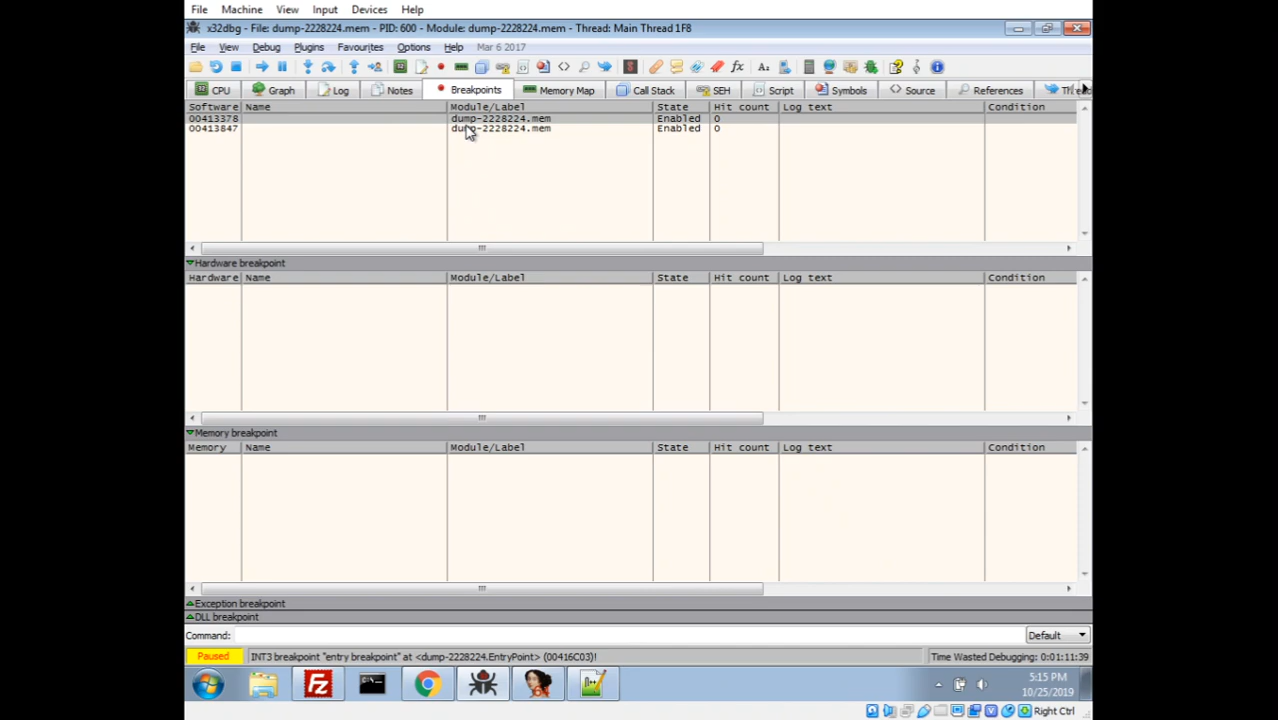 File Machine View Input Devices Help
x32dbg - File: dump-2228224.mem - PID: 600 - Module: dump-2228224.mem - Thread: Main Thread 1F8
File View Debug Plugins Favourites Options Help Mar 6 2017
CPU Graph Log Notes Breakpoints Memory Map Call Stack SEH Script Symbols Source References
Software Name Module/Label State Hit count Log text Condition
00413378 dump-2228224.mem Enabled 0
00413847 dump-2228224.mem Enabled 0
Hardware breakpoint
Hardware Name Module/Label State Hit count Log text Condition
Memory breakpoint
Memory Name Module/Label State Hit count Log text Condition
Exception breakpoint
DLL breakpoint
Command: Default
Paused INT3 breakpoint "entry breakpoint" at <dump-2228224.EntryPoint> (00416C03)! Time Wasted Debugging: 0:01:11:39
5:15 PM
10/25/2019
Right Ctrl